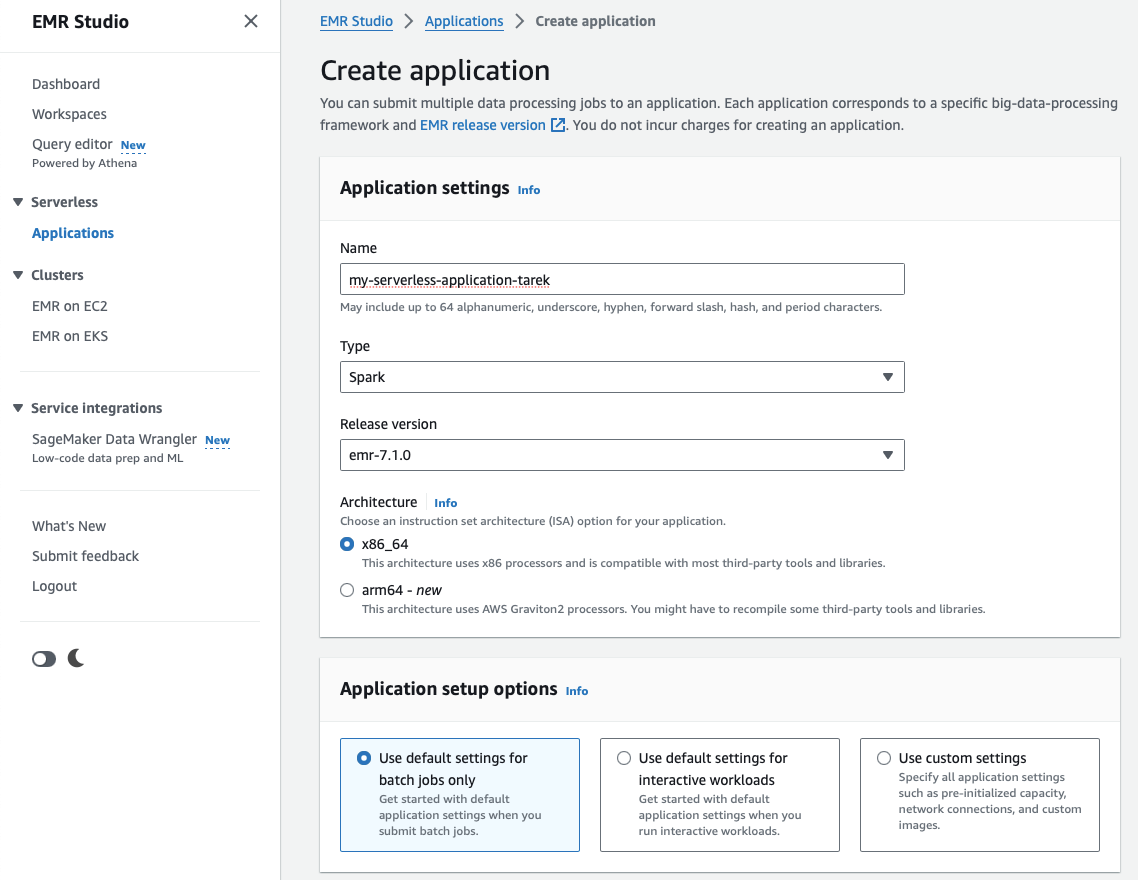 EMR Studio
Dashboard
Workspaces
Query editor New
Powered by Athena
Serverless
Applications
Clusters
EMR on EC2
EMR on EKS
Service integrations
SageMaker Data Wrangler New
Low-code data prep and ML
What's New
Submit feedback
Logout
EMR Studio > Applications > Create application
Create application
You can submit multiple data processing jobs to an application. Each application corresponds to a specific big-data-processing
framework and EMR release version. You do not incur charges for creating an application.
Application settings Info
Name
my-serverless-application-tarek
May include up to 64 alphanumeric, underscore, hyphen, forward slash, hash, and period characters.
Type
Spark
Release version
emr-7.1.0
Architecture Info
Choose an instruction set architecture (ISA) option for your application.
x86_64
This architecture uses x86 processors and is compatible with most third-party tools and libraries.
arm64 - new
This architecture uses AWS Graviton2 processors. You might have to recompile some third-party tools and libraries.
Application setup options Info
Use default settings for
batch jobs only
Get started with default
application settings when you
submit batch jobs.
Use default settings for
interactive workloads
Get started with default
application settings when you
run interactive workloads.
Use custom settings
Specify all application settings
such as pre-initialized capacity,
network connections, and custom
images.